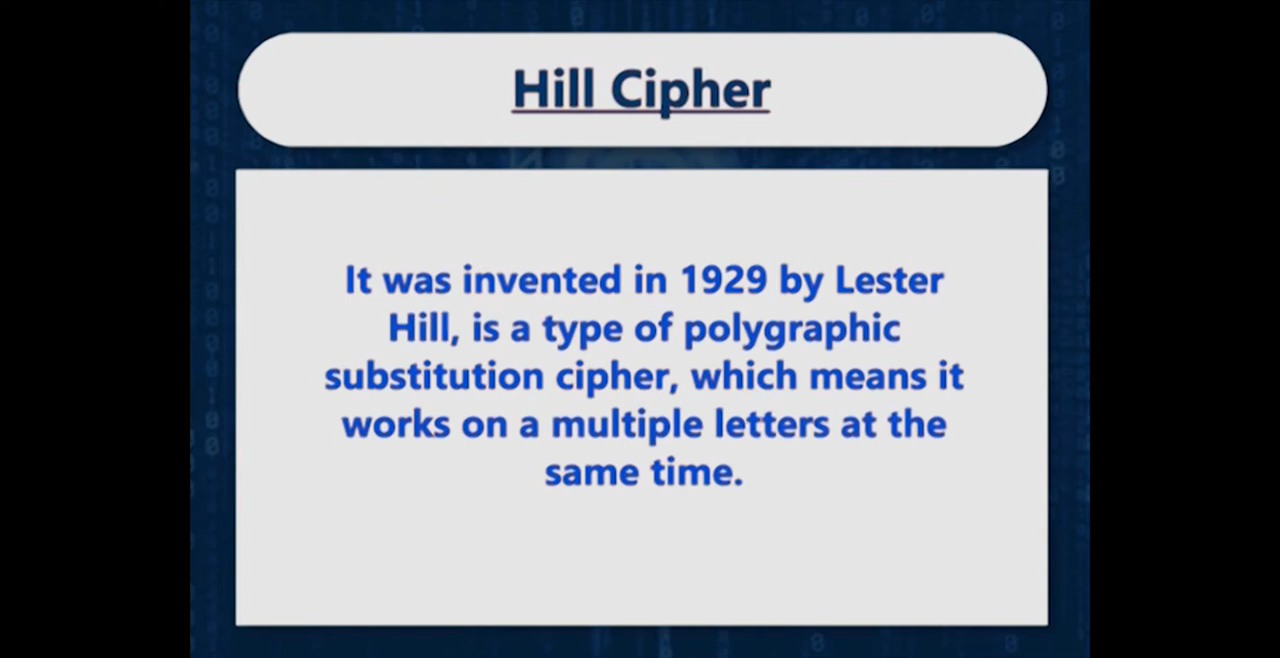 Hill Cipher
It was invented in 1929 by Lester
Hill, is a type of polygraphic
substitution cipher, which means it
works on a multiple letters at the
same time.